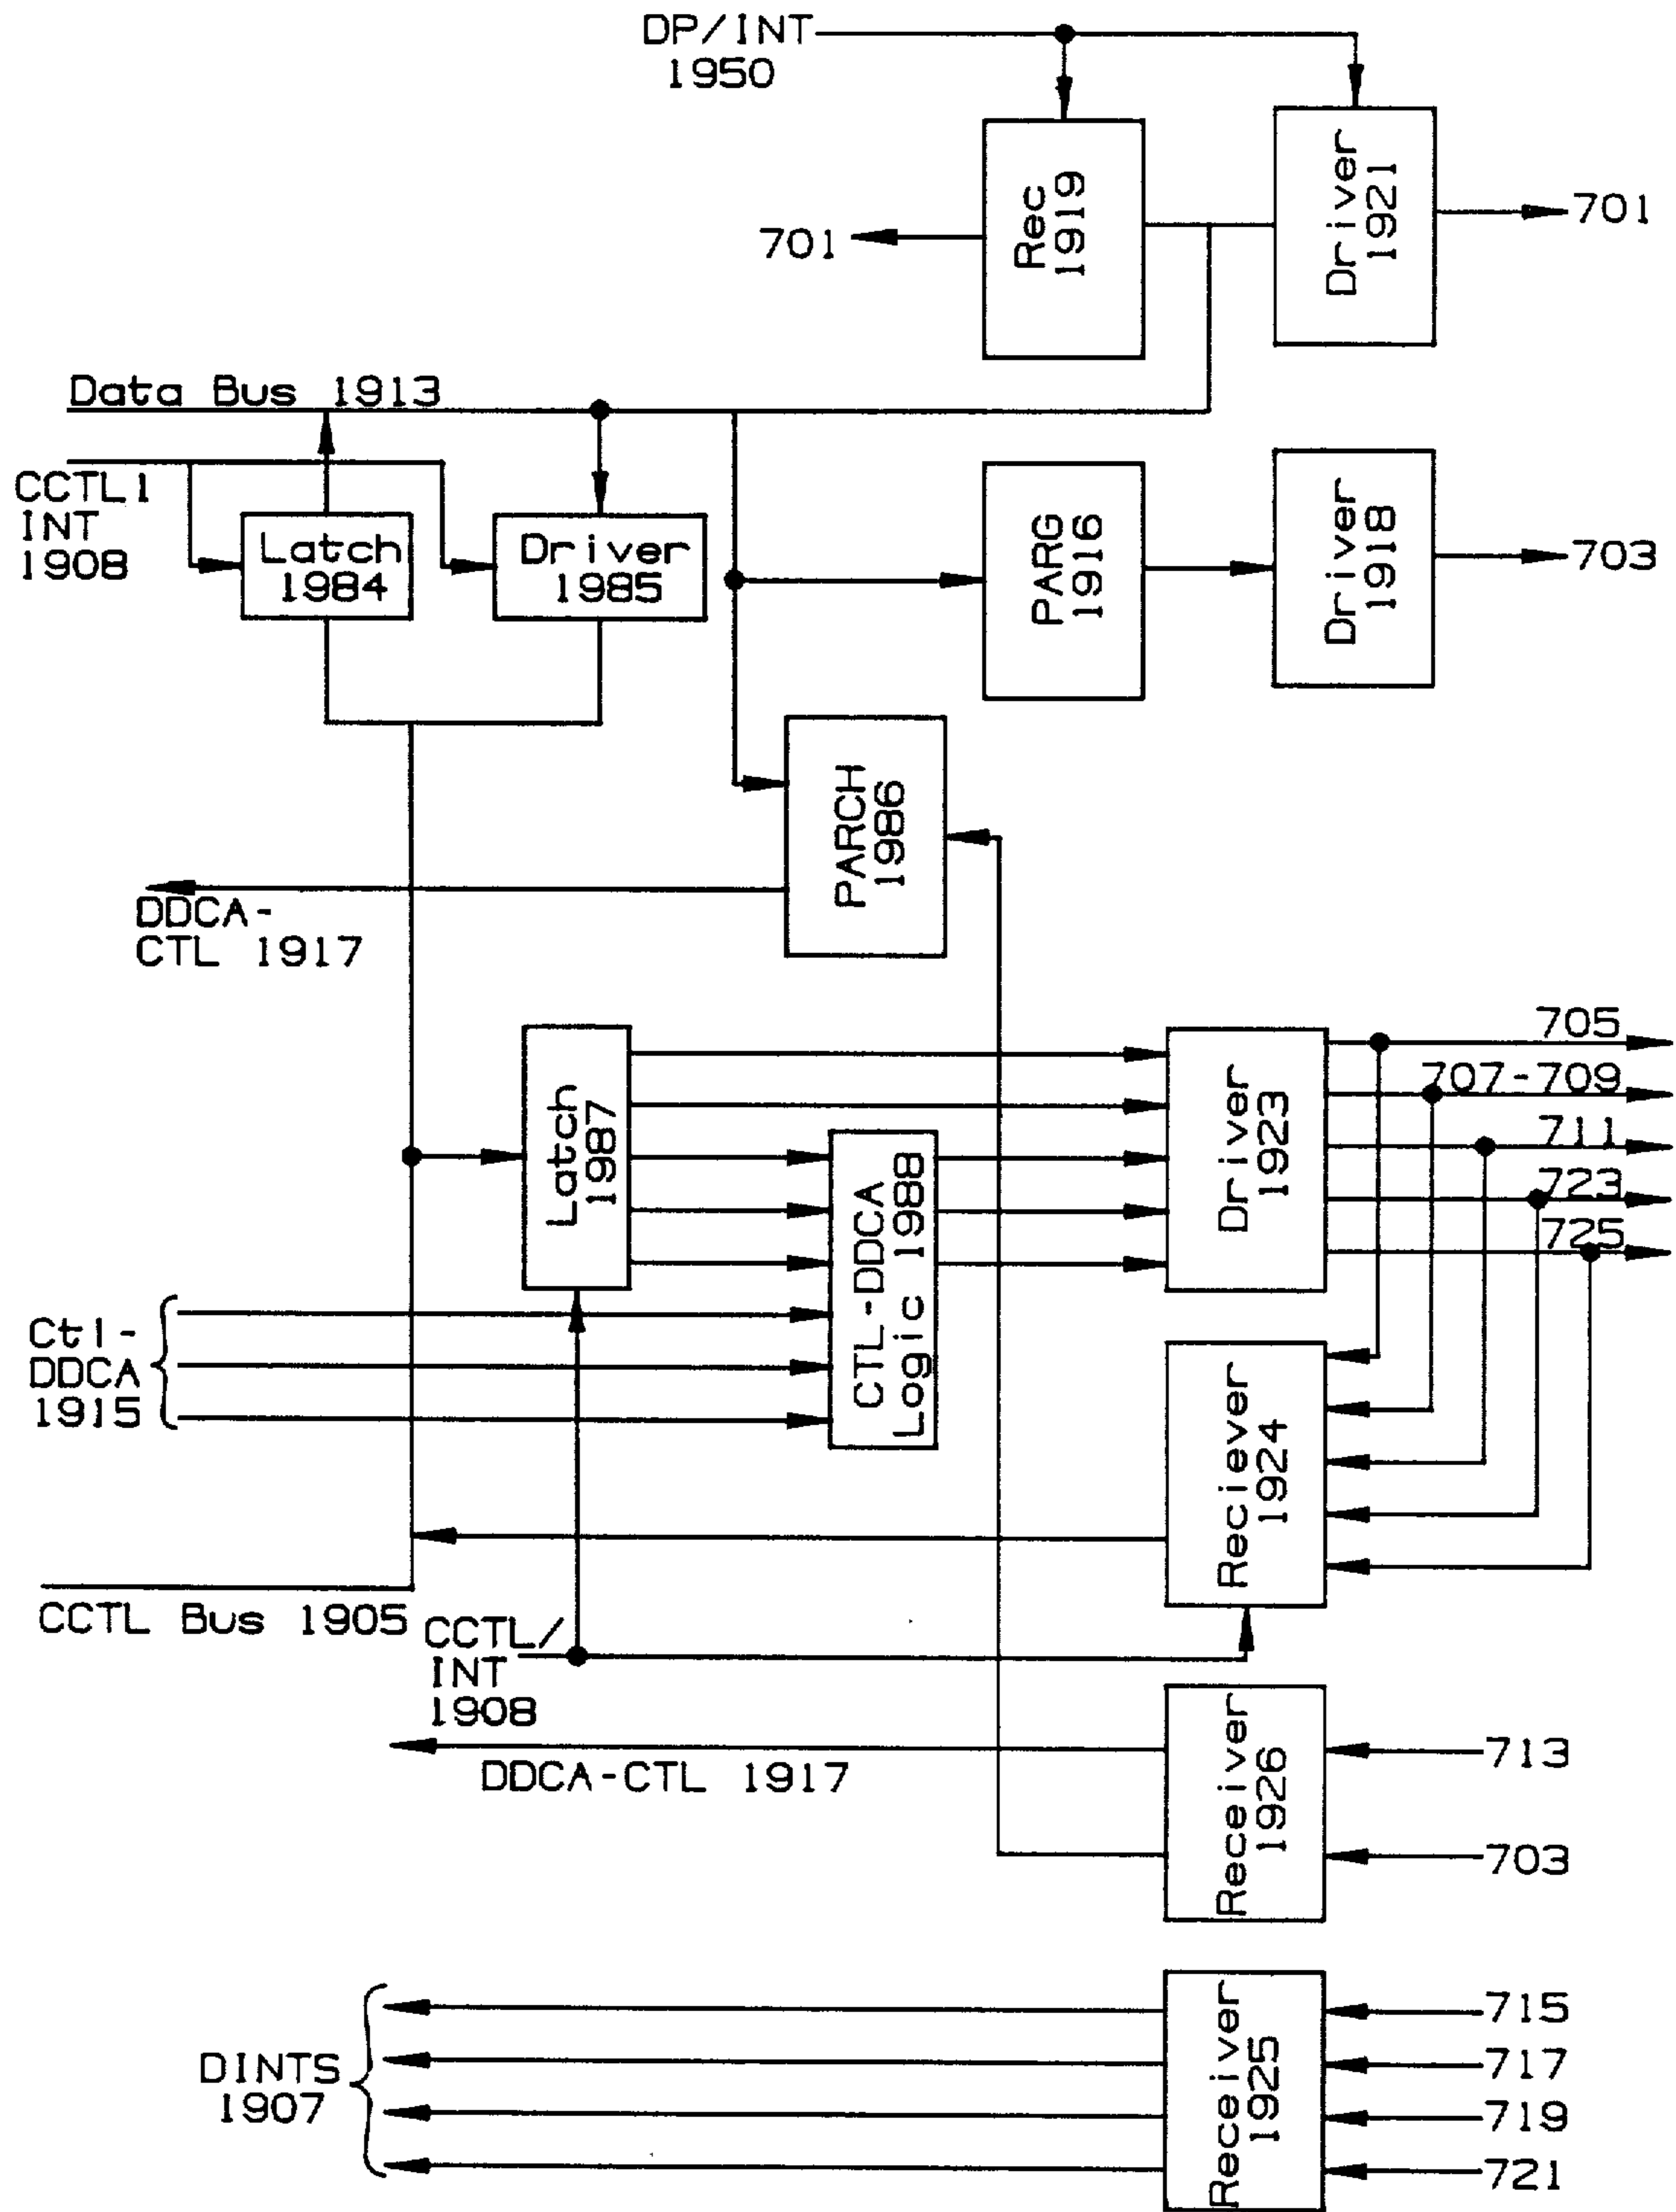 DP/INT
1950
Rec
1919
Driver
1921
701
701
Data Bus 1913
CCTL1
INT
1908
Latch
1984
Driver
1985
PARG
1916
Driver
1918
703
PARCH
1986
DDCA-
CTL 1917
Latch
1987
CTL-DDCA
Logic 1988
Driver
1923
705
707-709
711
723
725
Ctl-
DDCA
1915
Reciever
1924
CCTL Bus 1905
CCTL/
INT
1908
DDCA-CTL 1917
Receiver
1926
713
703
DINTS
1907
Receiver
1925
715
717
719
721